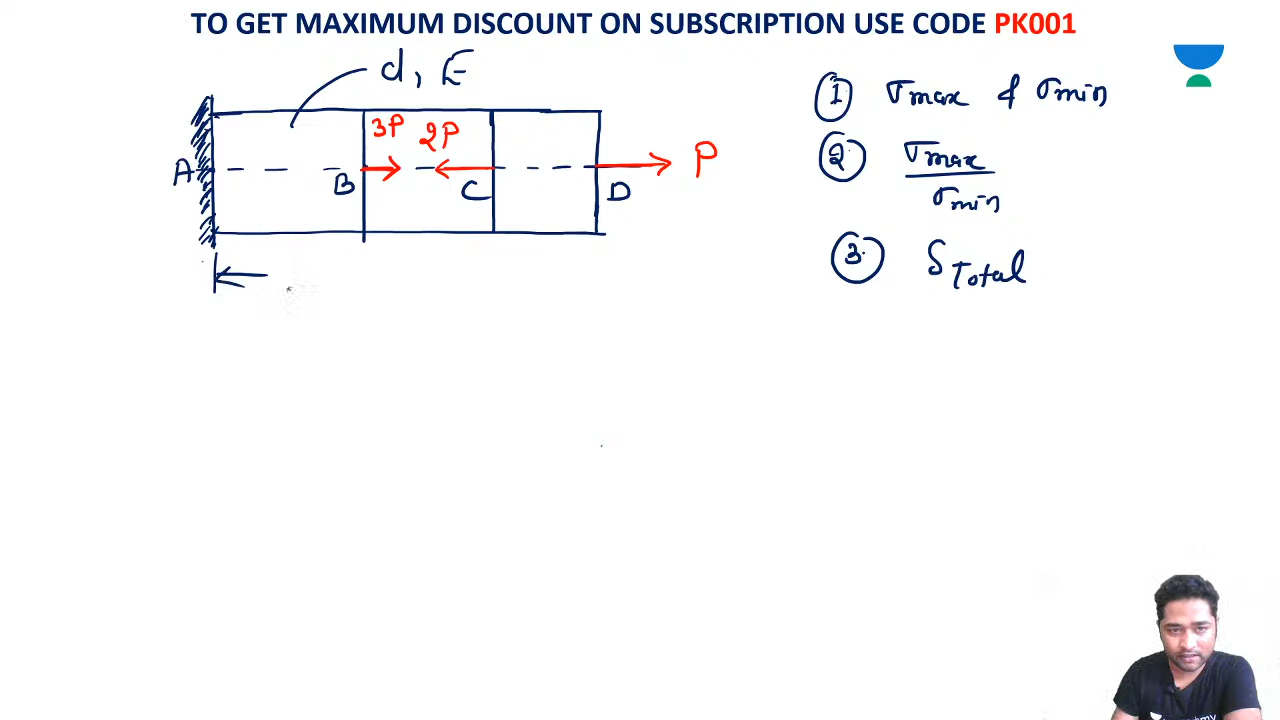 TO GET MAXIMUM DISCOUNT ON SUBSCRIPTION USE CODE PK001
d, E
3P 2P
A B C D P
① σmax & σmin
② σmax
σmin
③ δTotal